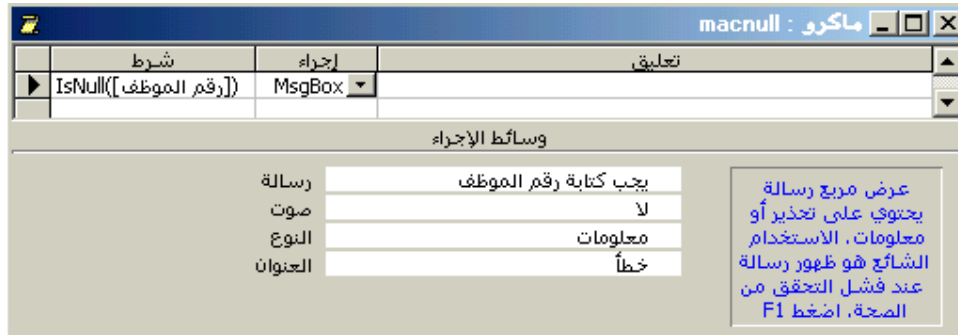 ماكرو : macnull
شرط إجراء تعليق
IsNull([رقم الموظف]) MsgBox
وسائط الإجراء
رسالة يجب كتابة رقم الموظف
صوت لا
النوع معلومات
العنوان خطأ
عرض مربع رسالة
يحتوي على تحذير أو
معلومات. الاستخدام
الشائع هو ظهور رسالة
عند فشل التحقق من
الصحة. اضغط F1